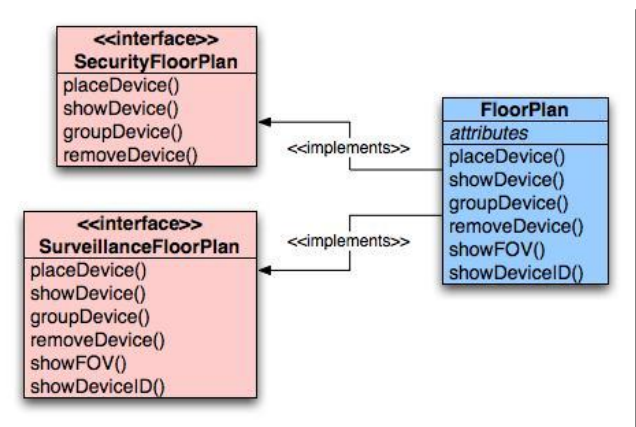 <<interface>>
SecurityFloorPlan
placeDevice()
showDevice()
groupDevice()
removeDevice()
<<implements>>
<<interface>>
SurveillanceFloorPlan
placeDevice()
showDevice()
groupDevice()
removeDevice()
showFOV()
showDeviceID()
<<implements>>
FloorPlan
attributes
placeDevice()
showDevice()
groupDevice()
removeDevice()
showFOV()
showDeviceID()